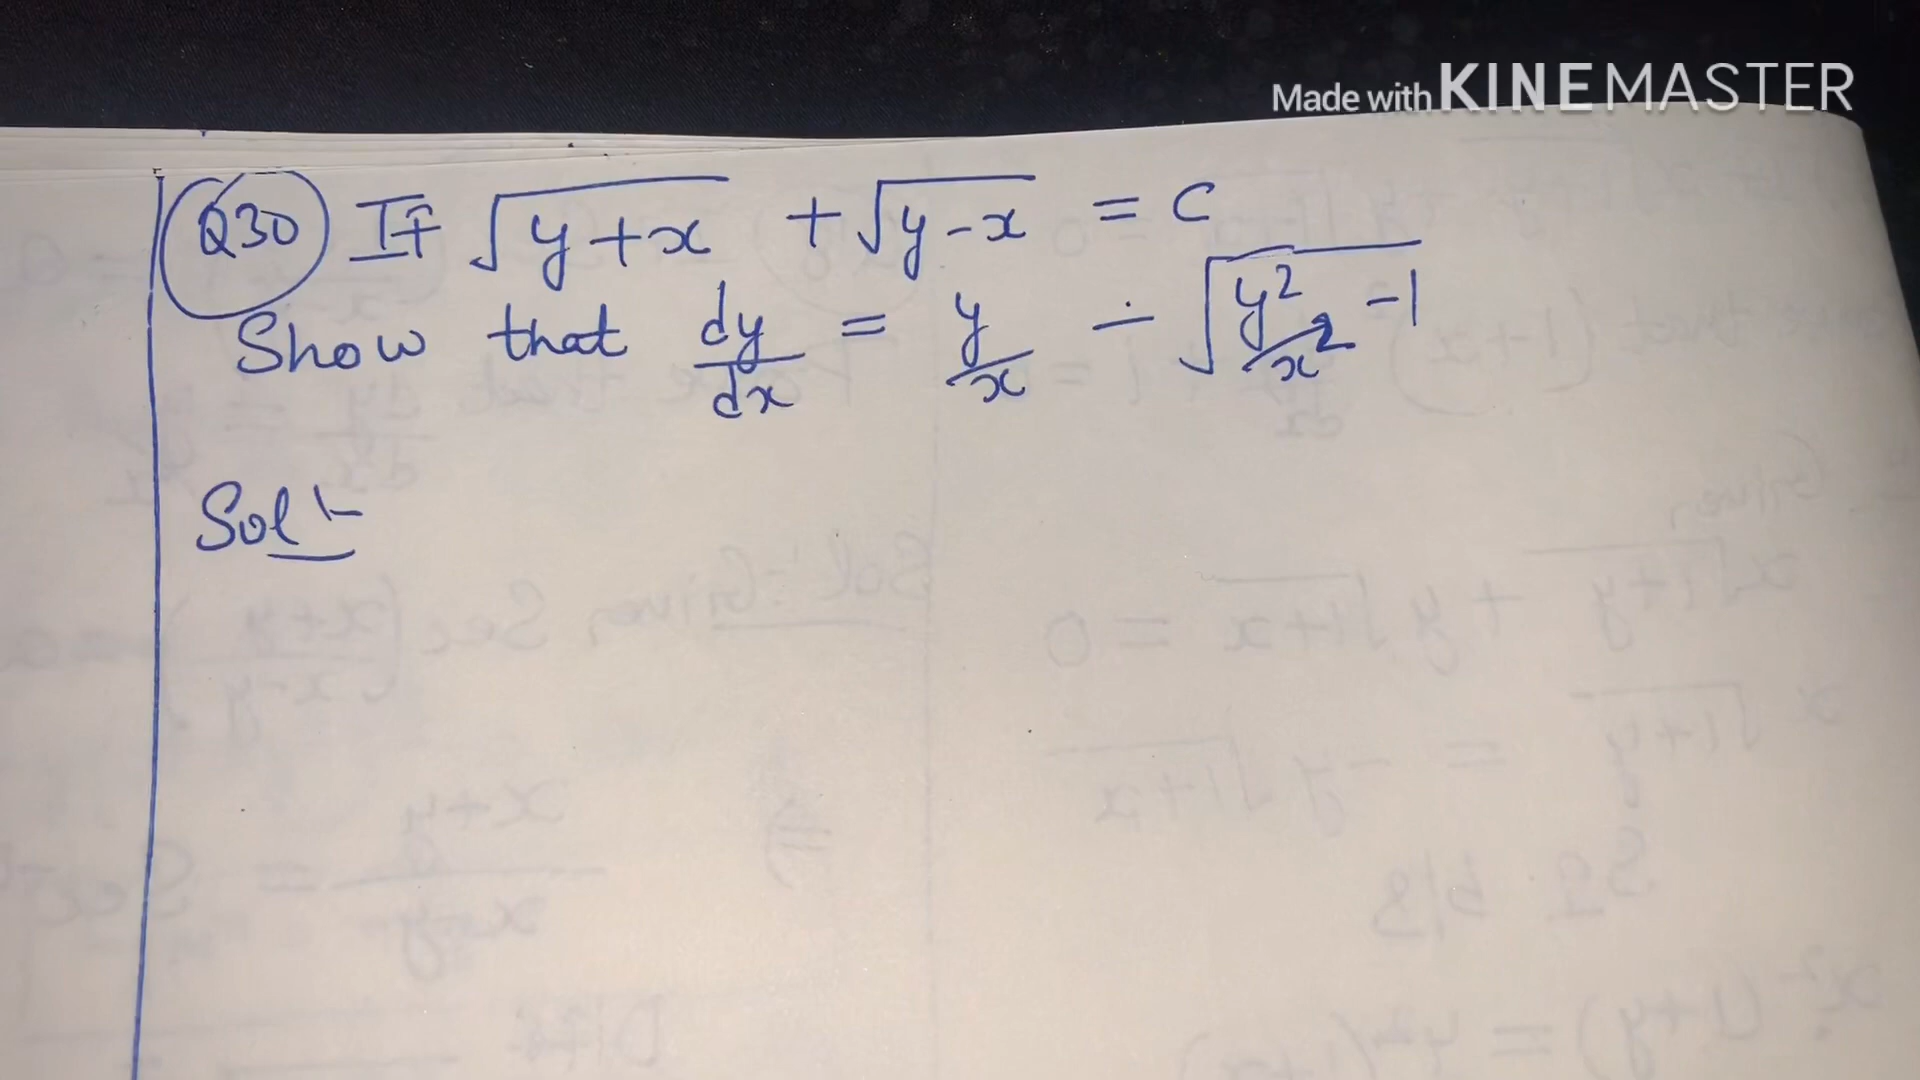 Made with KINEMASTER
Q30 If √(y+x) + √(y-x) = c
Show that dy/dx = y/x ÷ √(y²/x² -1)
Sol:-